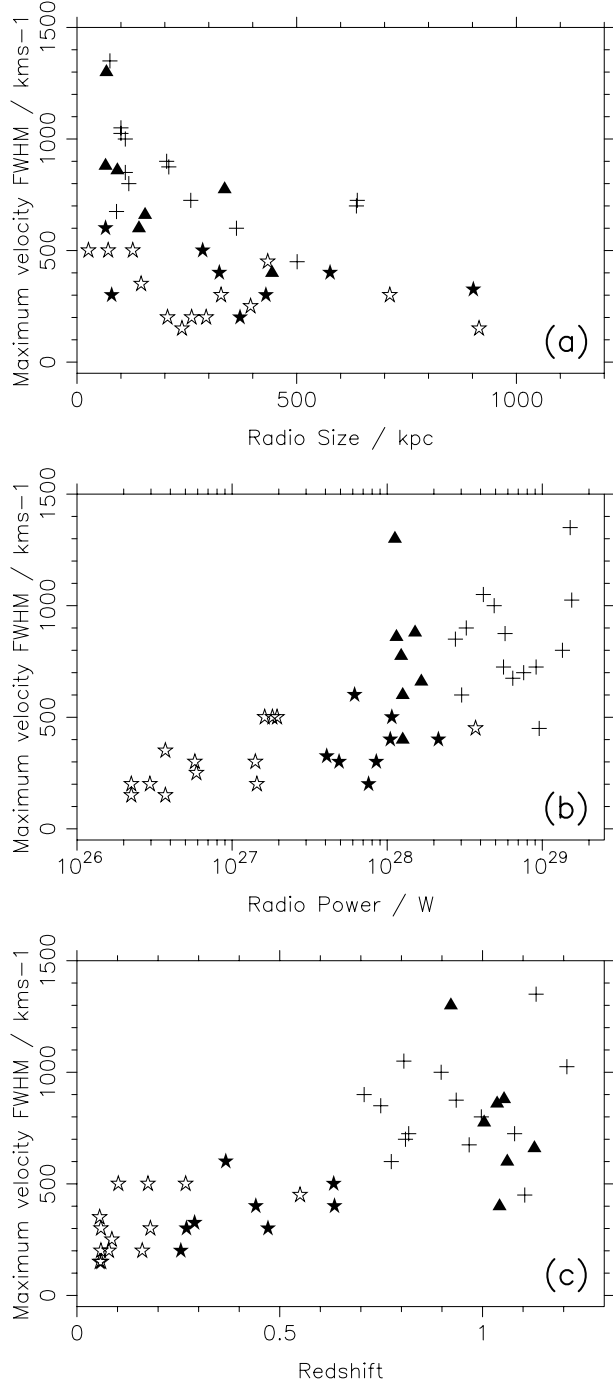 Maximum velocity FWHM / kms−1
1500
1000
500
0
(a)
0 500 1000
Radio Size / kpc
Maximum velocity FWHM / kms−1
1500
1000
500
0
(b)
10^26 10^27 10^28 10^29
Radio Power / W
Maximum velocity FWHM / kms−1
1500
1000
500
0
(c)
0 0.5 1
Redshift